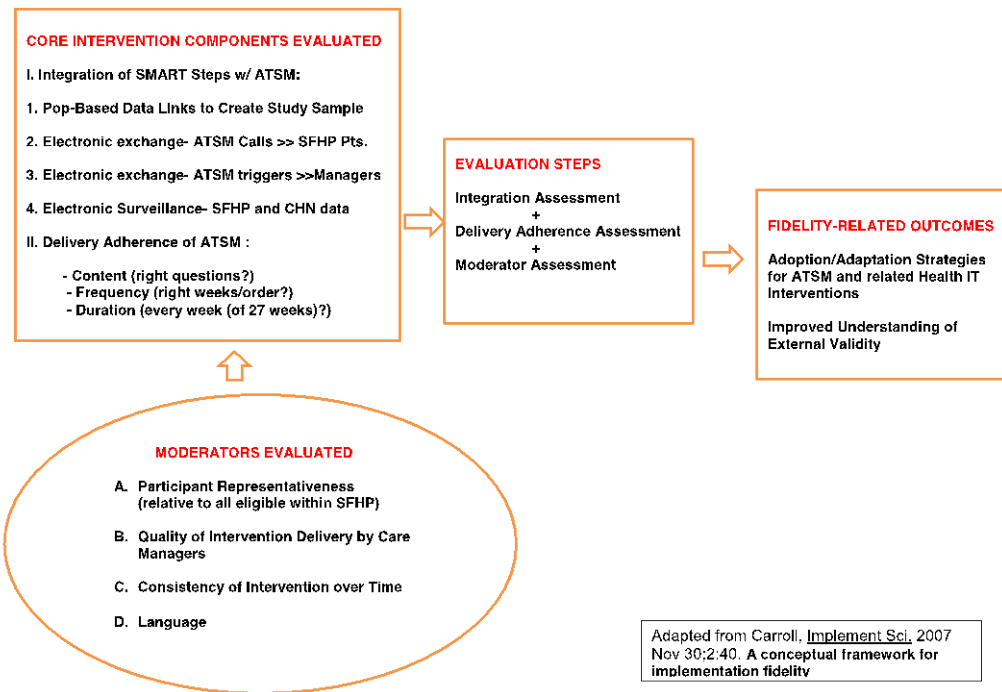 CORE INTERVENTION COMPONENTS EVALUATED
I. Integration of SMART Steps w/ ATSM:
1. Pop-Based Data Links to Create Study Sample
2. Electronic exchange- ATSM Calls >> SFHP Pts.
3. Electronic exchange- ATSM triggers >>Managers
4. Electronic Surveillance- SFHP and CHN data
II. Delivery Adherence of ATSM :
- Content (right questions?)
- Frequency (right weeks/order?)
- Duration (every week (of 27 weeks)?)
EVALUATION STEPS
Integration Assessment
+
Delivery Adherence Assessment
+
Moderator Assessment
FIDELITY-RELATED OUTCOMES
Adoption/Adaptation Strategies
for ATSM and related Health IT
Interventions
Improved Understanding of
External Validity
MODERATORS EVALUATED
A. Participant Representativeness
(relative to all eligible within SFHP)
B. Quality of Intervention Delivery by Care
Managers
C. Consistency of Intervention over Time
D. Language
Adapted from Carroll, Implement Sci. 2007
Nov 30;2:40. A conceptual framework for
implementation fidelity